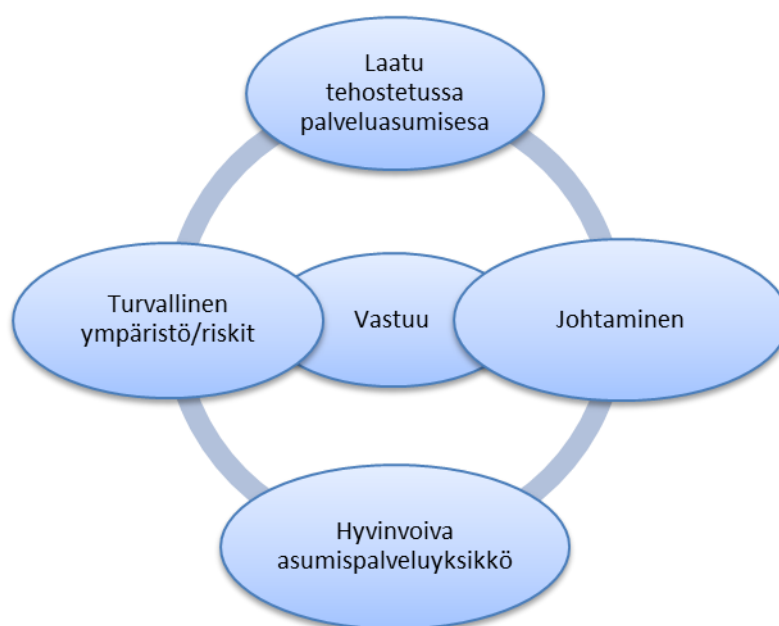 Laatu
tehostetussa
palveluasumisesa
Turvallinen
ympäristö/riskit
Vastuu
Johtaminen
Hyvinvoiva
asumispalveluyksikkö